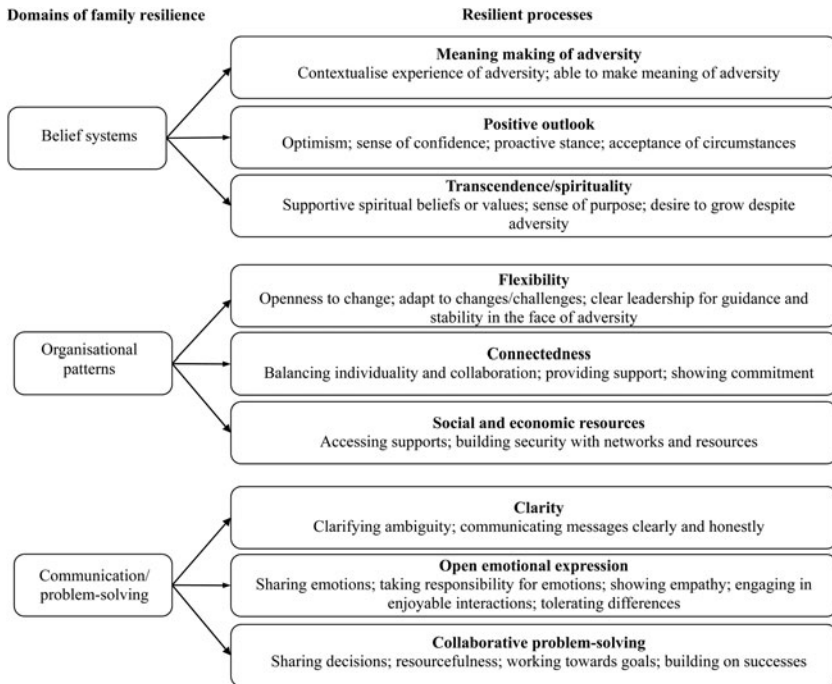 Domains of family resilience
Resilient processes
Belief systems
Meaning making of adversity
Contextualise experience of adversity; able to make meaning of adversity
Positive outlook
Optimism; sense of confidence; proactive stance; acceptance of circumstances
Transcendence/spirituality
Supportive spiritual beliefs or values; sense of purpose; desire to grow despite
adversity
Organisational
patterns
Flexibility
Openness to change; adapt to changes/challenges; clear leadership for guidance and
stability in the face of adversity
Connectedness
Balancing individuality and collaboration; providing support; showing commitment
Social and economic resources
Accessing supports; building security with networks and resources
Communication/
problem-solving
Clarity
Clarifying ambiguity; communicating messages clearly and honestly
Open emotional expression
Sharing emotions; taking responsibility for emotions; showing empathy; engaging in
enjoyable interactions; tolerating differences
Collaborative problem-solving
Sharing decisions; resourcefulness; working towards goals; building on successes